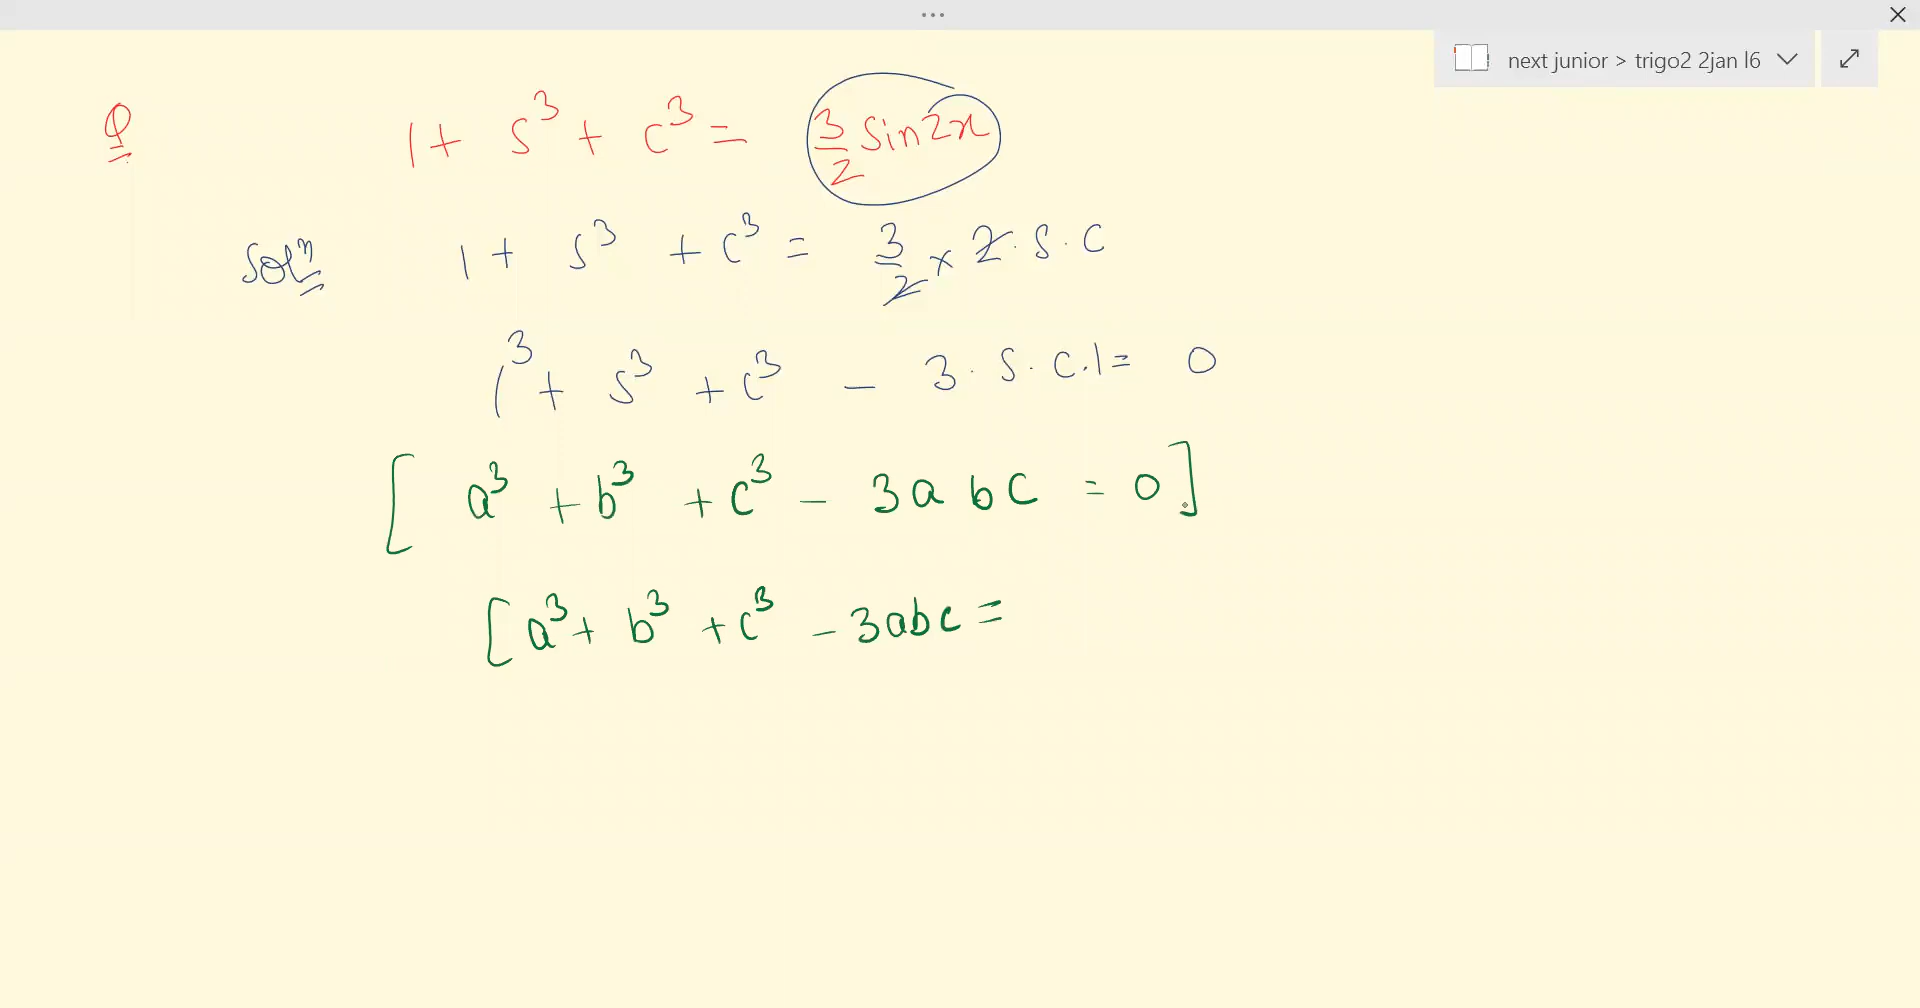 next junior > trigo2 2jan l6
Q 1 + s³ + c³ = 3/2 sin2x
Solⁿ 1 + s³ + c³ = 3/2 × 2 · s · c
1³ + s³ + c³ - 3 · s · c · 1 = 0
[ a³ + b³ + c³ - 3abc = 0 ]
[ a³ + b³ + c³ - 3abc =